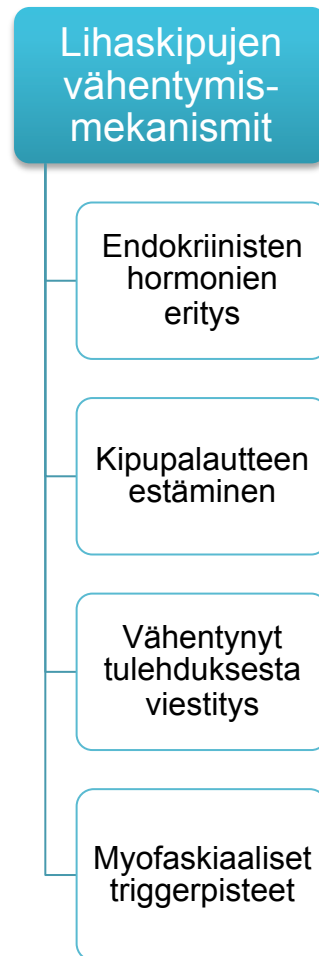 Lihaskipujen
vähentymis-
mekanismit
Endokriinisten
hormonien
eritys
Kipupalautteen
estäminen
Vähentynyt
tulehduksesta
viestitys
Myofaskiaaliset
triggerpisteet